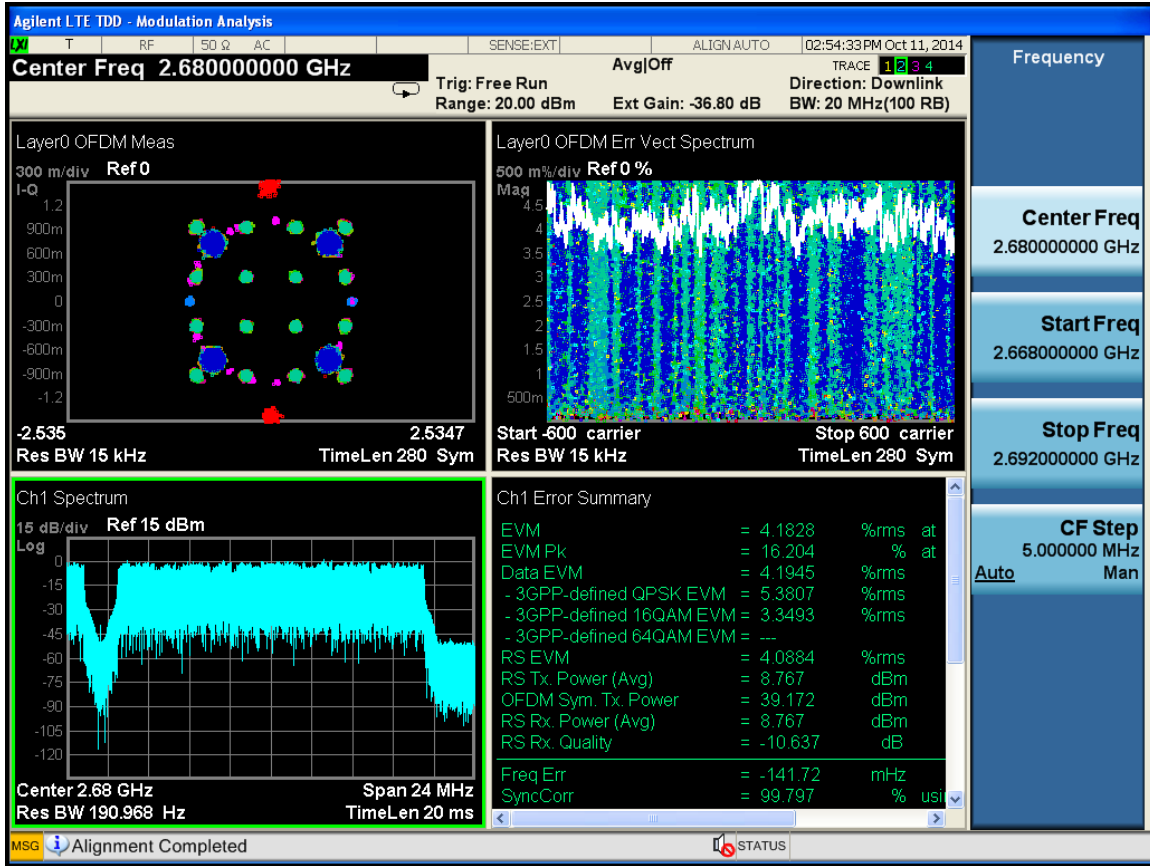 Agilent LTE TDD - Modulation Analysis
LXI T RF 50 Ω AC SENSE:EXT ALIGN AUTO 02:54:33 PM Oct 11, 2014
Center Freq 2.680000000 GHz
Avg|Off
TRACE 1 2 3 4
Trig: Free Run
Direction: Downlink
Range: 20.00 dBm Ext Gain: -36.80 dB BW: 20 MHz(100 RB)
Layer0 OFDM Meas
300 m/div Ref 0
I-Q
1.2
900m
600m
300m
0
-300m
-600m
-900m
-1.2
-2.535 2.5347
Res BW 15 kHz TimeLen 280 Sym
Layer0 OFDM Err Vect Spectrum
500 m%/div Ref 0 %
Mag
4.5
4
3.5
3
2.5
2
1.5
1
500m
Start -600 carrier Stop 600 carrier
Res BW 15 kHz TimeLen 280 Sym
Ch1 Spectrum
15 dB/div Ref 15 dBm
Log
0
-15
-30
-45
-60
-75
-90
-105
-120
Center 2.68 GHz Span 24 MHz
Res BW 190.968 Hz TimeLen 20 ms
Ch1 Error Summary
EVM = 4.1828 %rms at
EVM Pk = 16.204 % at
Data EVM = 4.1945 %rms
- 3GPP-defined QPSK EVM = 5.3807 %rms
- 3GPP-defined 16QAM EVM = 3.3493 %rms
- 3GPP-defined 64QAM EVM = ---
RS EVM = 4.0884 %rms
RS Tx. Power (Avg) = 8.767 dBm
OFDM Sym. Tx. Power = 39.172 dBm
RS Rx. Power (Avg) = 8.767 dBm
RS Rx. Quality = -10.637 dB
Freq Err = -141.72 mHz
SyncCorr = 99.797 % usi
Frequency
Center Freq
2.680000000 GHz
Start Freq
2.668000000 GHz
Stop Freq
2.692000000 GHz
CF Step
5.000000 MHz
Auto Man
MSG Alignment Completed STATUS